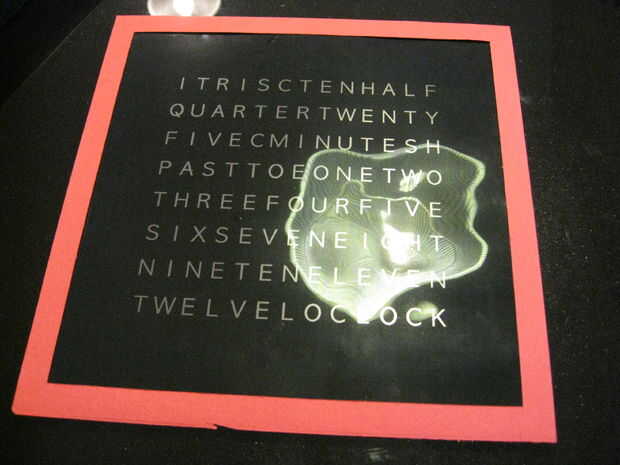 ITRISCTENHALF
QUARTERTWENTY
FIVECMINUTESH
PASTTOEONETWO
THREEFOURFIVE
SIXSEVENEIGHT
NINETENELEVEN
TWELVELOCLOCK